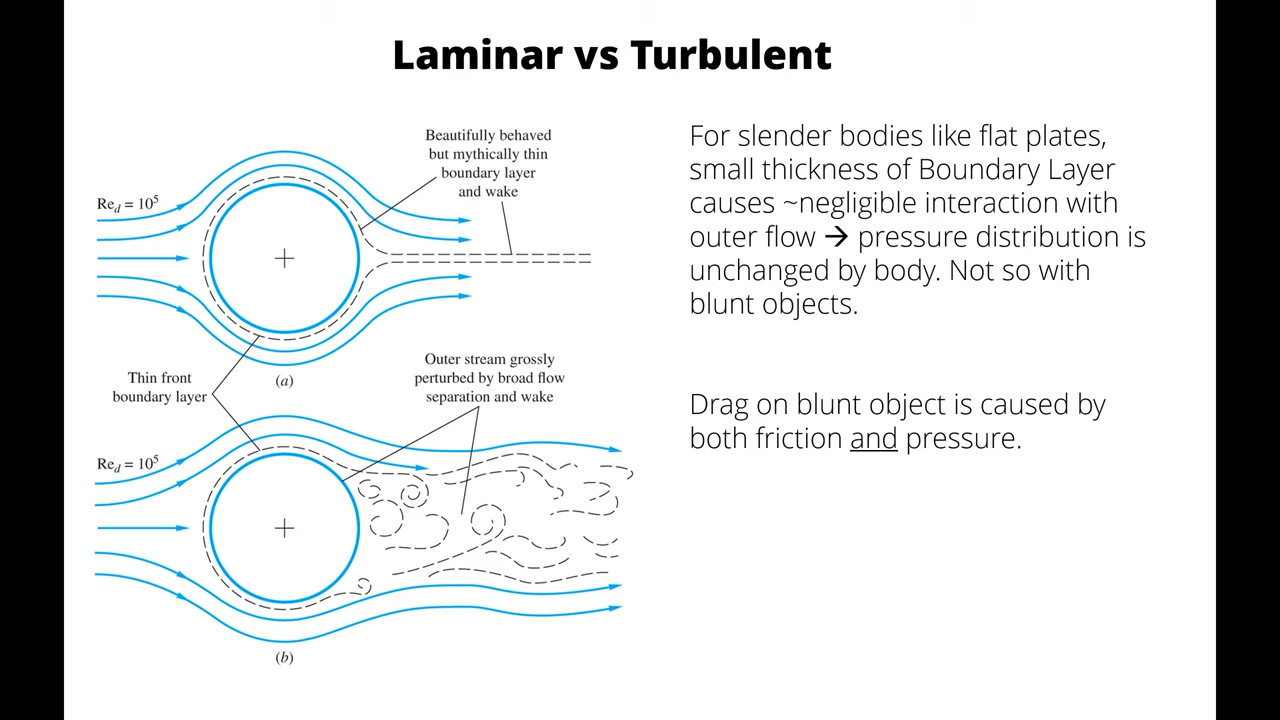 Laminar vs Turbulent
Beautifully behaved
but mythically thin
boundary layer
and wake
Re_d = 10^5
(a)
Thin front
boundary layer
Outer stream grossly
perturbed by broad flow
separation and wake
Re_d = 10^5
(b)
For slender bodies like flat plates,
small thickness of Boundary Layer
causes ~negligible interaction with
outer flow → pressure distribution is
unchanged by body. Not so with
blunt objects.
Drag on blunt object is caused by
both friction and pressure.